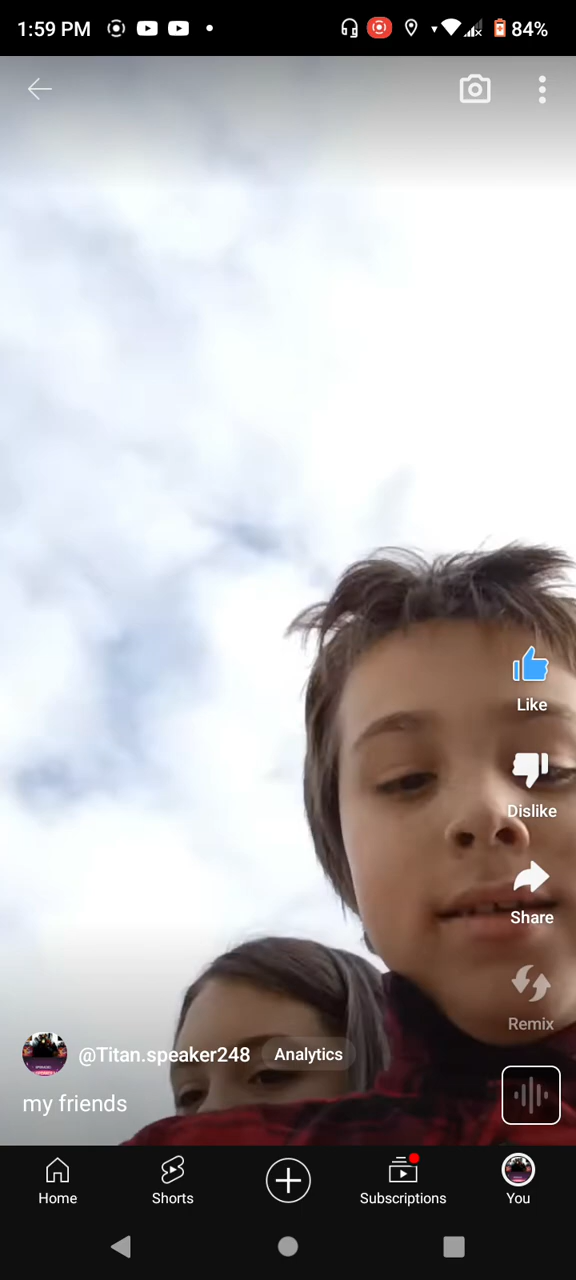 1:59 PM
84%
Like
Dislike
Share
Remix
@Titan.speaker248 Analytics
my friends
Home Shorts Subscriptions You